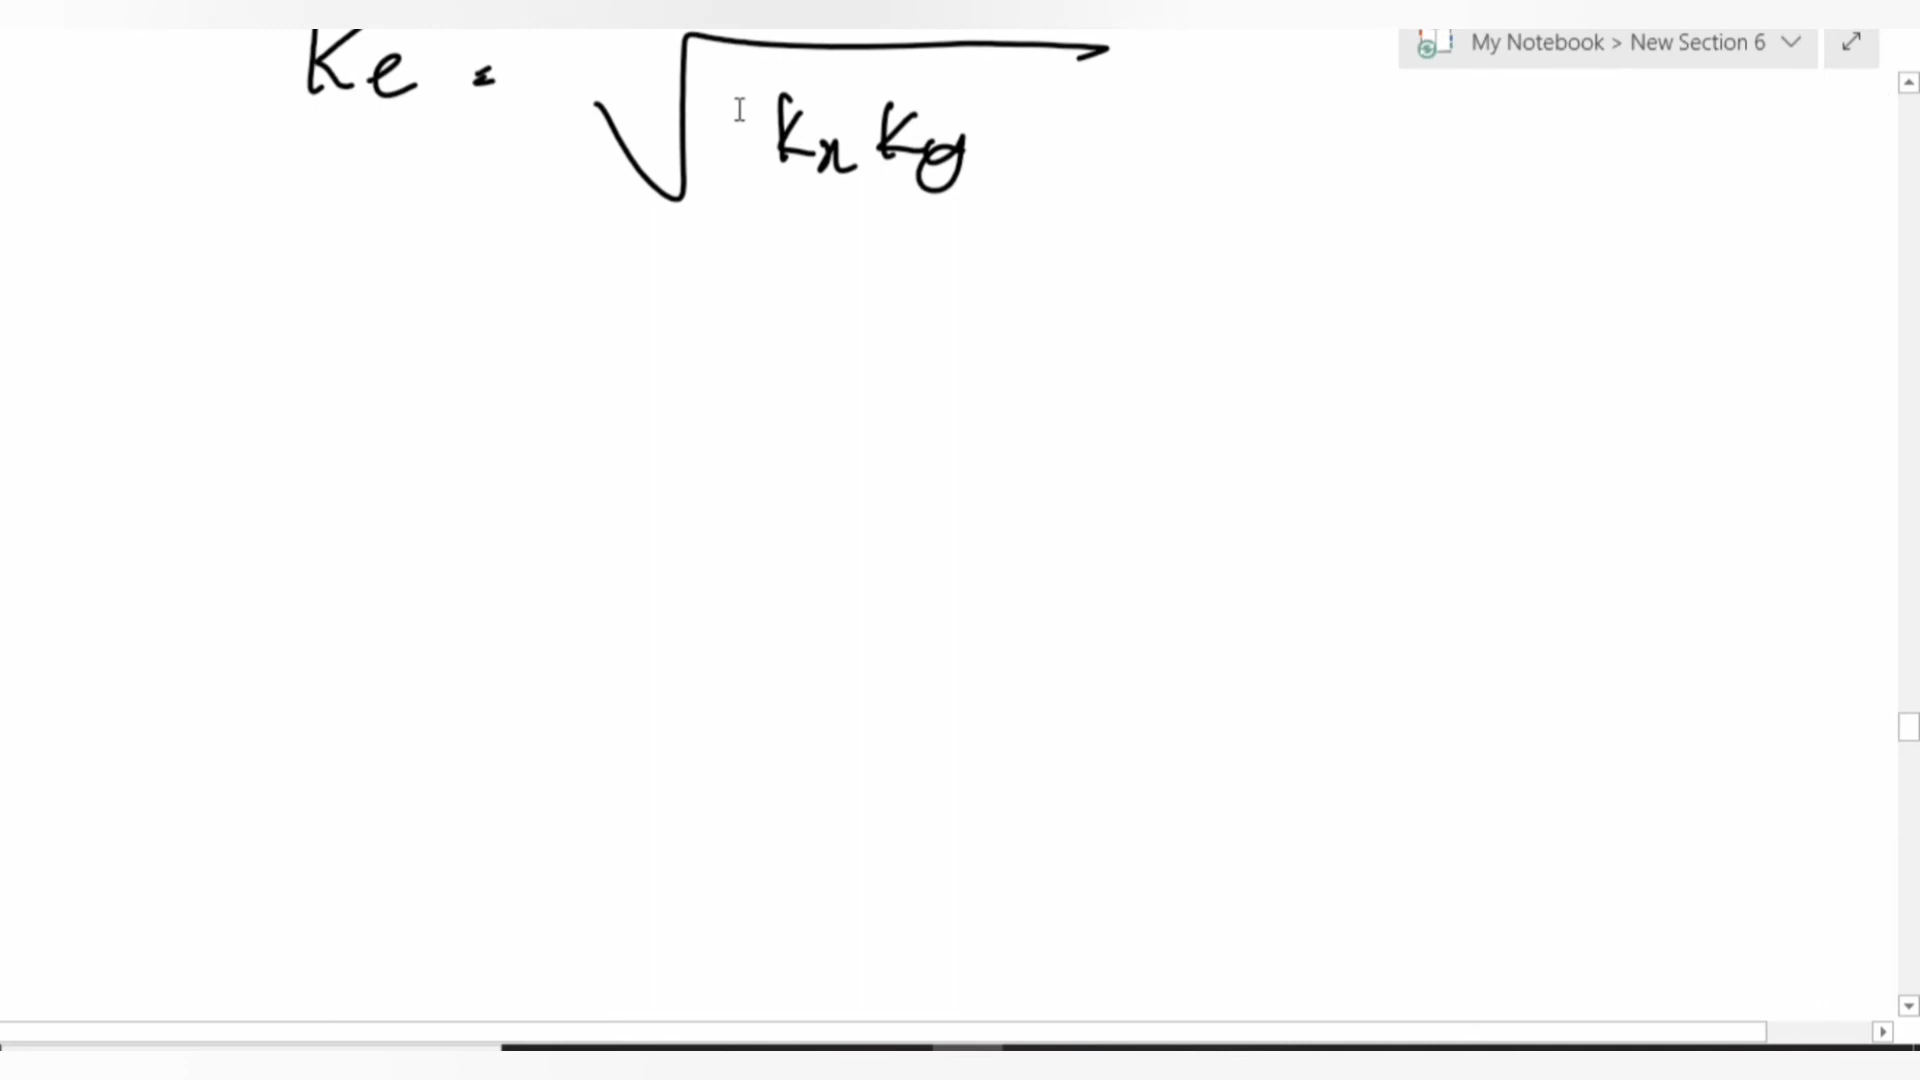 My Notebook > New Section 6
Ke = √ Kx Ky